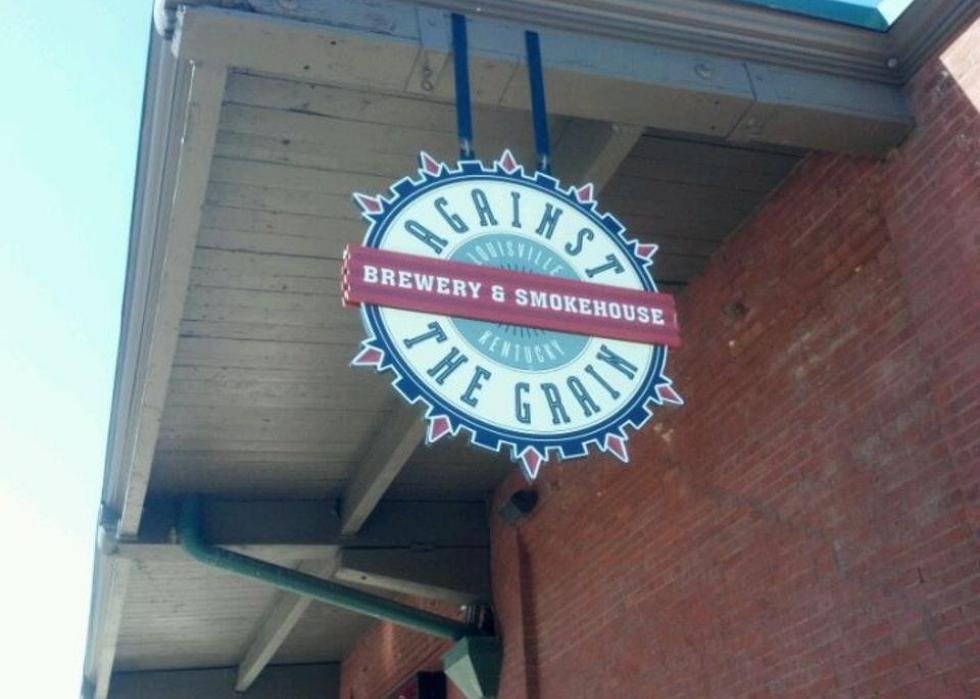 AGAINST
LOUISVILLE
BREWERY & SMOKEHOUSE
KENTUCKY
THE GRAIN